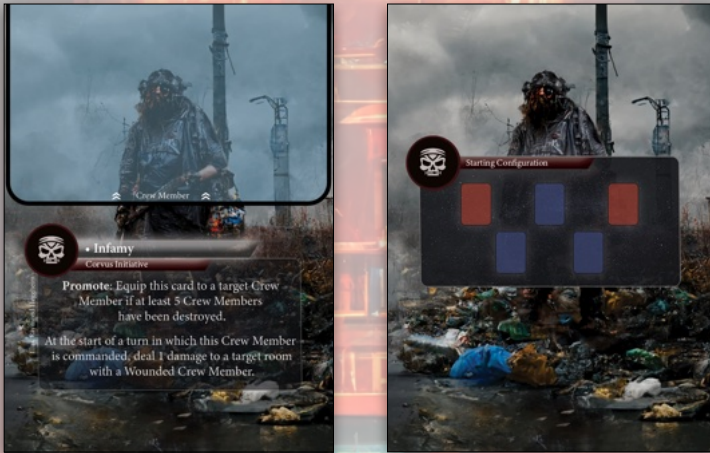 Crew Member
• Infamy
Corvus Initiative
Promote: Equip this card to a target Crew
Member if at least 5 Crew Members
have been destroyed.
At the start of a turn in which this Crew Member
is commanded, deal 1 damage to a target room
with a Wounded Crew Member.
Starting Configuration